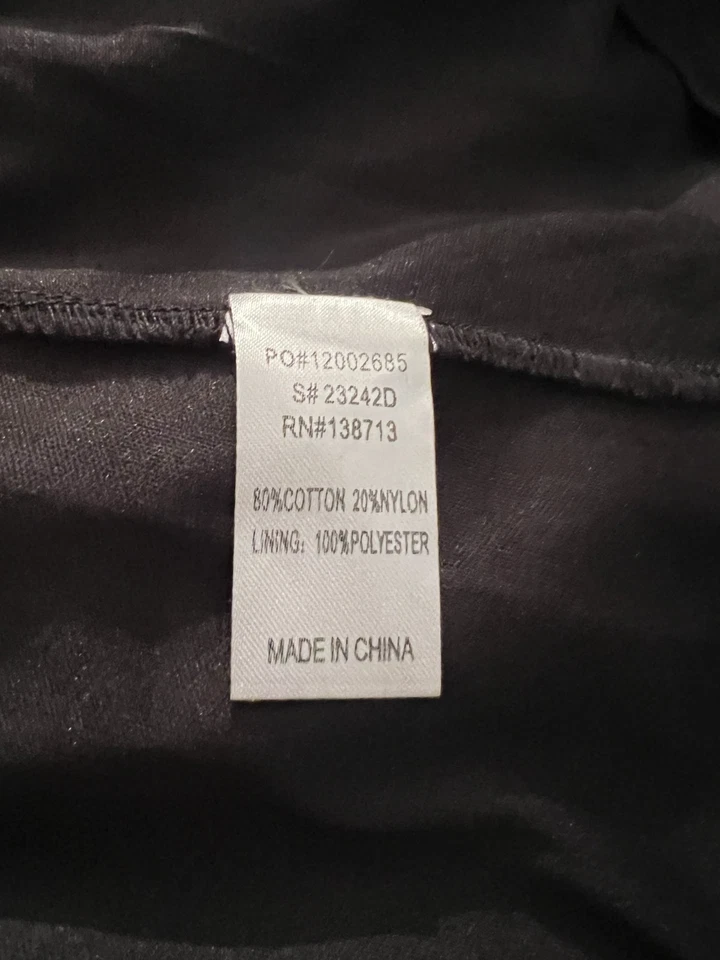 PO#12002685
S# 23242D
RN#138713
80%COTTON 20%NYLON
LINING: 100%POLYESTER
MADE IN CHINA